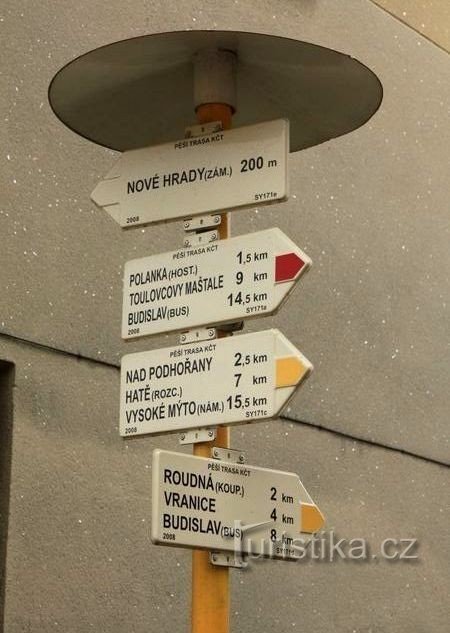 PĚŠÍ TRASA KČT
NOVÉ HRADY(ZÁM.) 200 m
2008 SY171e
PĚŠÍ TRASA KČT
POLANKA(HOST.) 1,5 km
TOULOVCOVY MAŠTALE 9 km
BUDISLAV(BUS) 14,5 km
2008 SY171a
PĚŠÍ TRASA KČT
NAD PODHOŘANY 2,5 km
HATĚ(ROZC.) 7 km
VYSOKÉ MÝTO(NÁM.) 15,5 km
2008 SY171c
ROUDNÁ(KOUP.) 2 km
VRANICE 4 km
BUDISLAV(BUS) 8 km
2008
turistika.cz